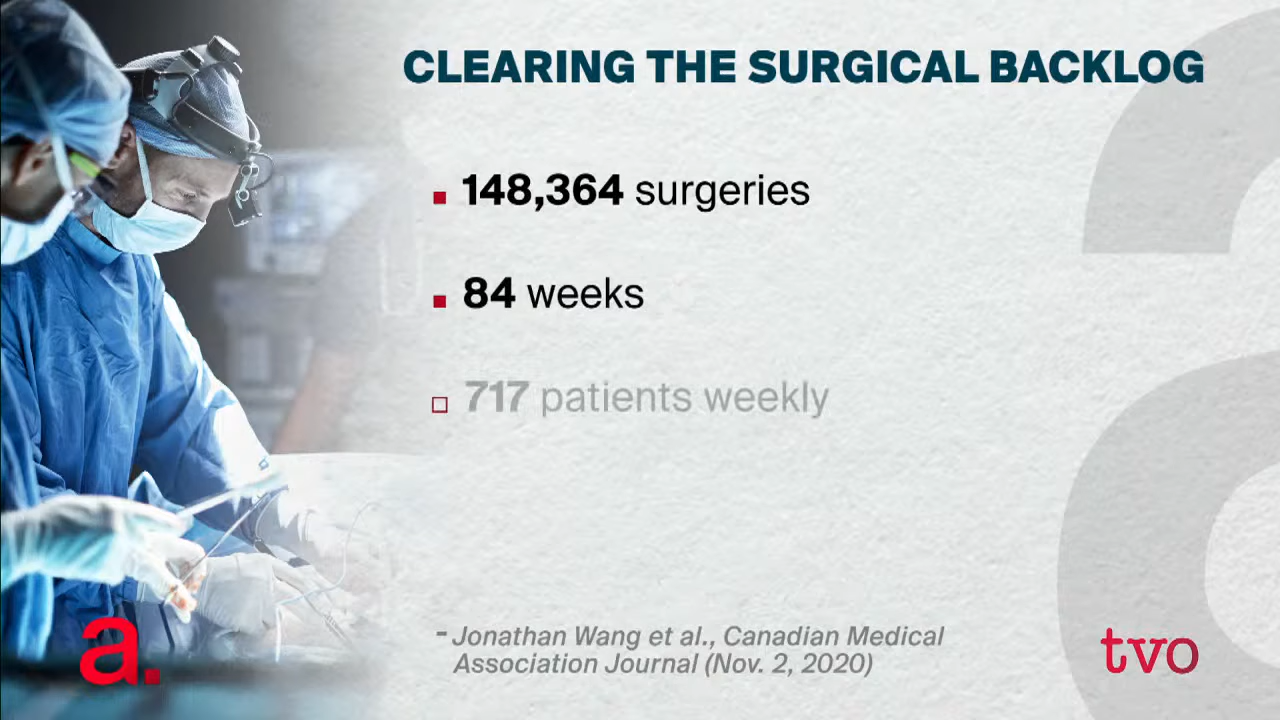 CLEARING THE SURGICAL BACKLOG
148,364 surgeries
84 weeks
717 patients weekly
- Jonathan Wang et al., Canadian Medical
Association Journal (Nov. 2, 2020)
a.
tvo